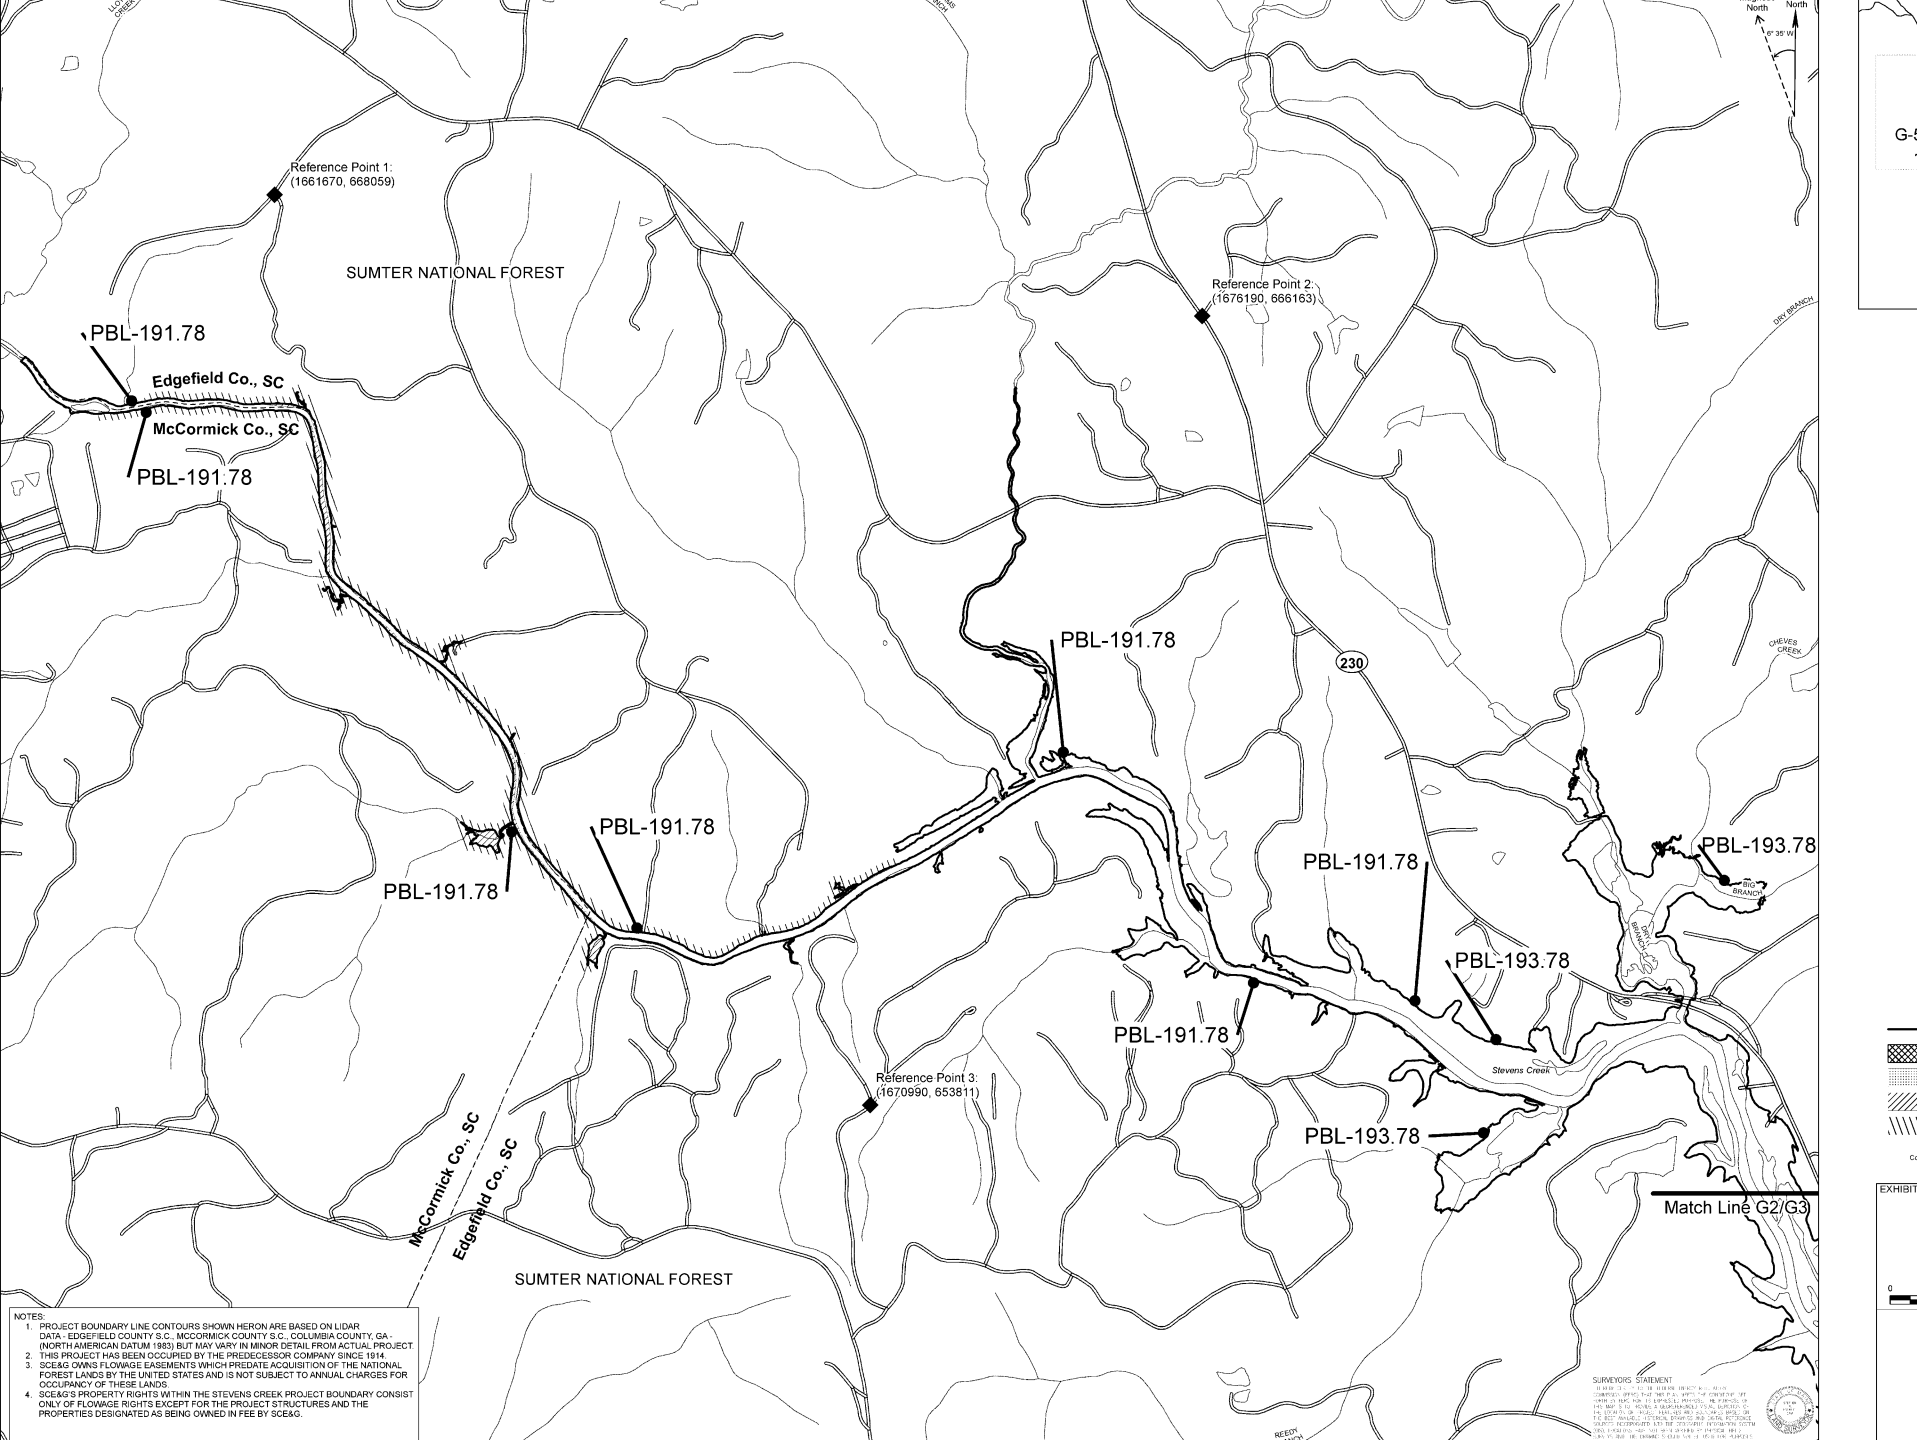 LLOY
CREEK
Magnetic
North
North
6° 35' W
G-5
Reference Point 1:
(1661670, 668059)
SUMTER NATIONAL FOREST
Reference Point 2:
(1676190, 666163)
DRY BRANCH
PBL-191.78
Edgefield Co., SC
McCormick Co., SC
PBL-191.78
PBL-191.78
230
CHEVES
CREEK
PBL-191.78
PBL-191.78
PBL-191.78
PBL-193.78
BIG
BRANCH
DRY
BRANCH
PBL-193.78
PBL-191.78
Stevens Creek
Reference Point 3:
(1670990, 653811)
PBL-193.78
McCormick Co., SC
Edgefield Co., SC
EXHIBIT
Match Line G2/G3
SUMTER NATIONAL FOREST
0
NOTES:
1. PROJECT BOUNDARY LINE CONTOURS SHOWN HERON ARE BASED ON LIDAR
DATA - EDGEFIELD COUNTY S.C., MCCORMICK COUNTY S.C., COLUMBIA COUNTY, GA -
(NORTH AMERICAN DATUM 1983) BUT MAY VARY IN MINOR DETAIL FROM ACTUAL PROJECT.
2. THIS PROJECT HAS BEEN OCCUPIED BY THE PREDECESSOR COMPANY SINCE 1914.
3. SCE&G OWNS FLOWAGE EASEMENTS WHICH PREDATE ACQUISITION OF THE NATIONAL
FOREST LANDS BY THE UNITED STATES AND IS NOT SUBJECT TO ANNUAL CHARGES FOR
OCCUPANCY OF THESE LANDS.
4. SCE&G'S PROPERTY RIGHTS WITHIN THE STEVENS CREEK PROJECT BOUNDARY CONSIST
ONLY OF FLOWAGE RIGHTS EXCEPT FOR THE PROJECT STRUCTURES AND THE
PROPERTIES DESIGNATED AS BEING OWNED IN FEE BY SCE&G.
SURVEYORS STATEMENT
REEDY